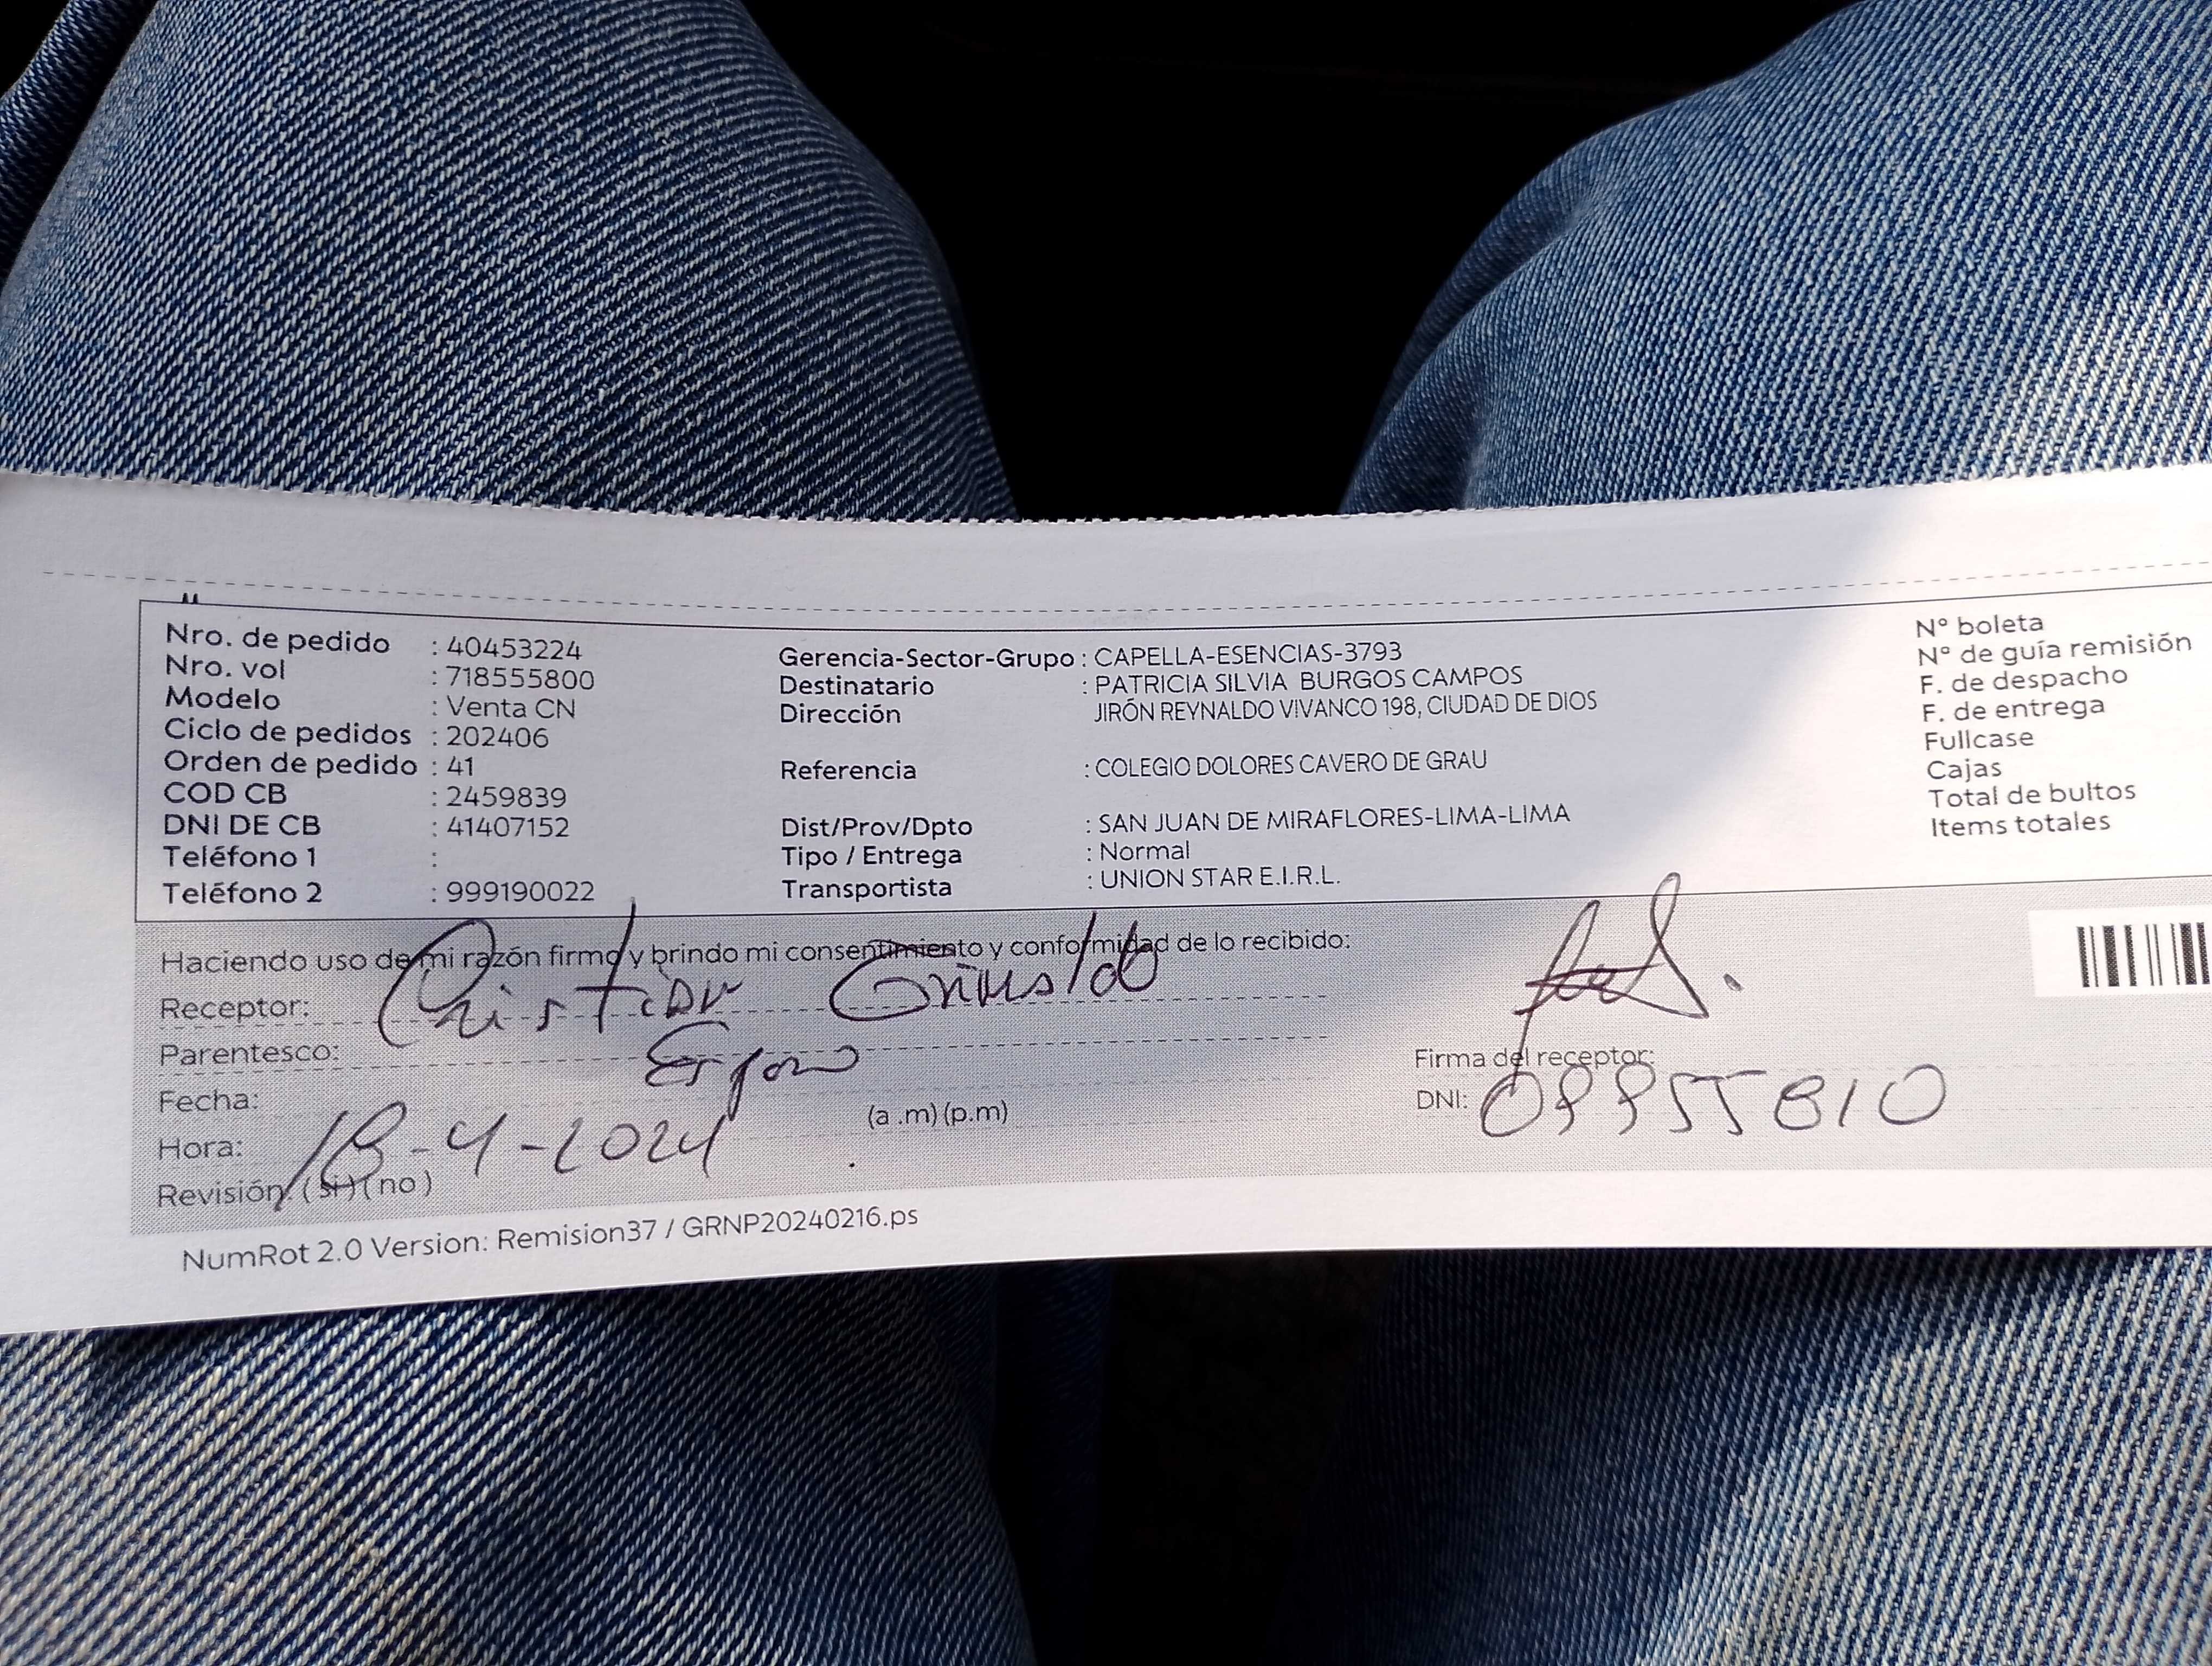 Nro. de pedido : 40453224
Nro. vol : 718555800
Modelo : Venta CN
Ciclo de pedidos : 202406
Orden de pedido : 41
COD CB : 2459839
DNI DE CB : 41407152
Teléfono 1 :
Teléfono 2 : 999190022
Gerencia-Sector-Grupo : CAPELLA-ESENCIAS-3793
Destinatario : PATRICIA SILVIA BURGOS CAMPOS
Dirección JIRÓN REYNALDO VIVANCO 198, CIUDAD DE DIOS
Referencia : COLEGIO DOLORES CAVERO DE GRAU
Dist/Prov/Dpto : SAN JUAN DE MIRAFLORES-LIMA-LIMA
Tipo / Entrega : Normal
Transportista : UNION STAR E.I.R.L.
N° boleta
N° de guía remisión
F. de despacho
F. de entrega
Fullcase
Cajas
Total de bultos
Items totales
Haciendo uso de mi razón firmo y brindo mi consentimiento y conformidad de lo recibido:
Receptor: Cristian Grimaldo
Parentesco: Esposo
Fecha: 18-4-2024
Hora: (a .m) (p.m)
Revisión: (si) (no)
Firma del receptor:
DNI:
NumRot 2.0 Version: Remision37 / GRNP20240216.ps